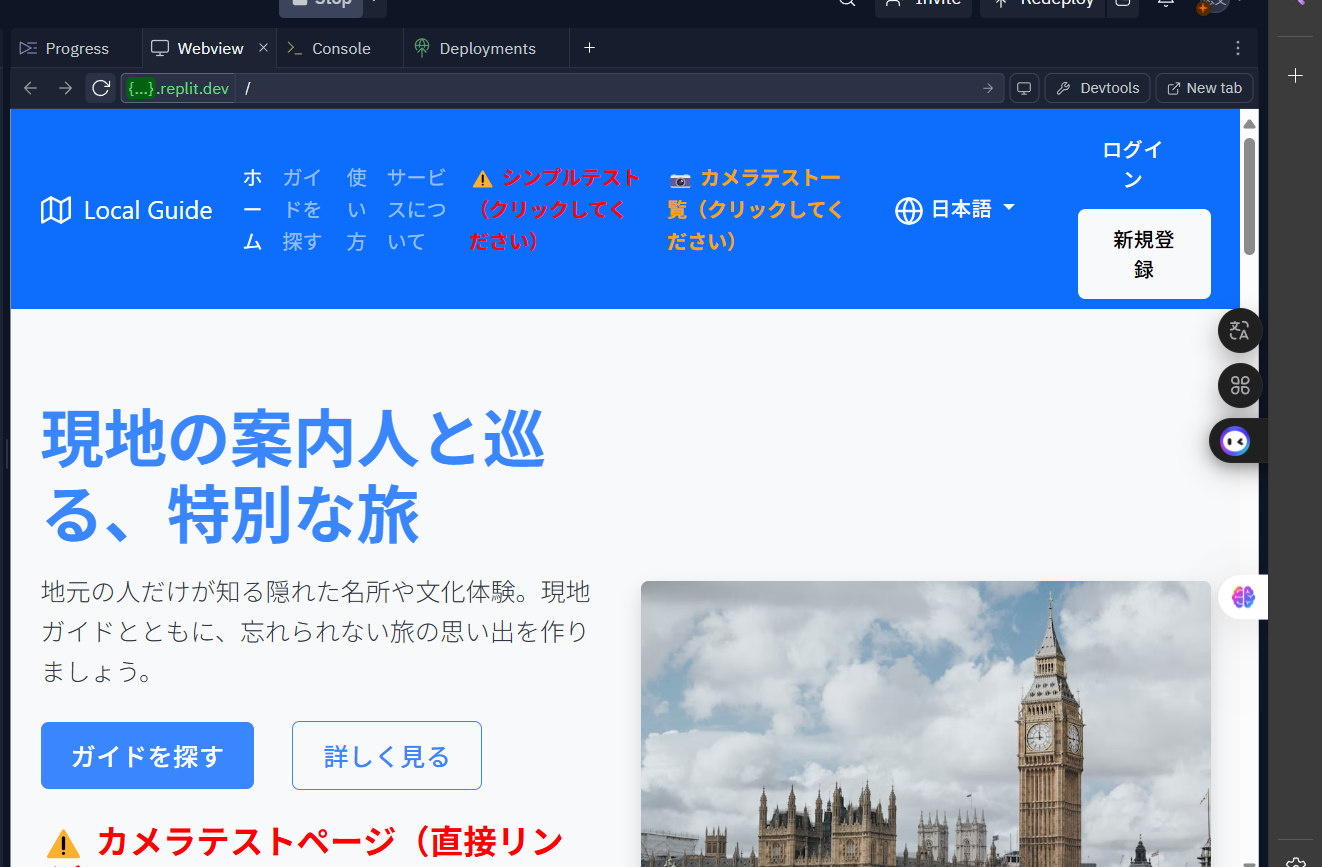 Stop
Invite
Redeploy
Progress
Webview
Console
Deployments
{...}.replit.dev /
Devtools
New tab
Local Guide
ホ
ー
ム
ガイ
ドを
探す
使
い
方
サービ
スにつ
いて
⚠️ シンプルテスト
（クリックしてく
ださい）
📷 カメラテスト一
覧（クリックしてく
ださい）
日本語
ログイ
ン
新規登
録
現地の案内人と巡
る、特別な旅
地元の人だけが知る隠れた名所や文化体験。現地
ガイドとともに、忘れられない旅の思い出を作り
ましょう。
ガイドを探す
詳しく見る
⚠️ カメラテストページ（直接リン